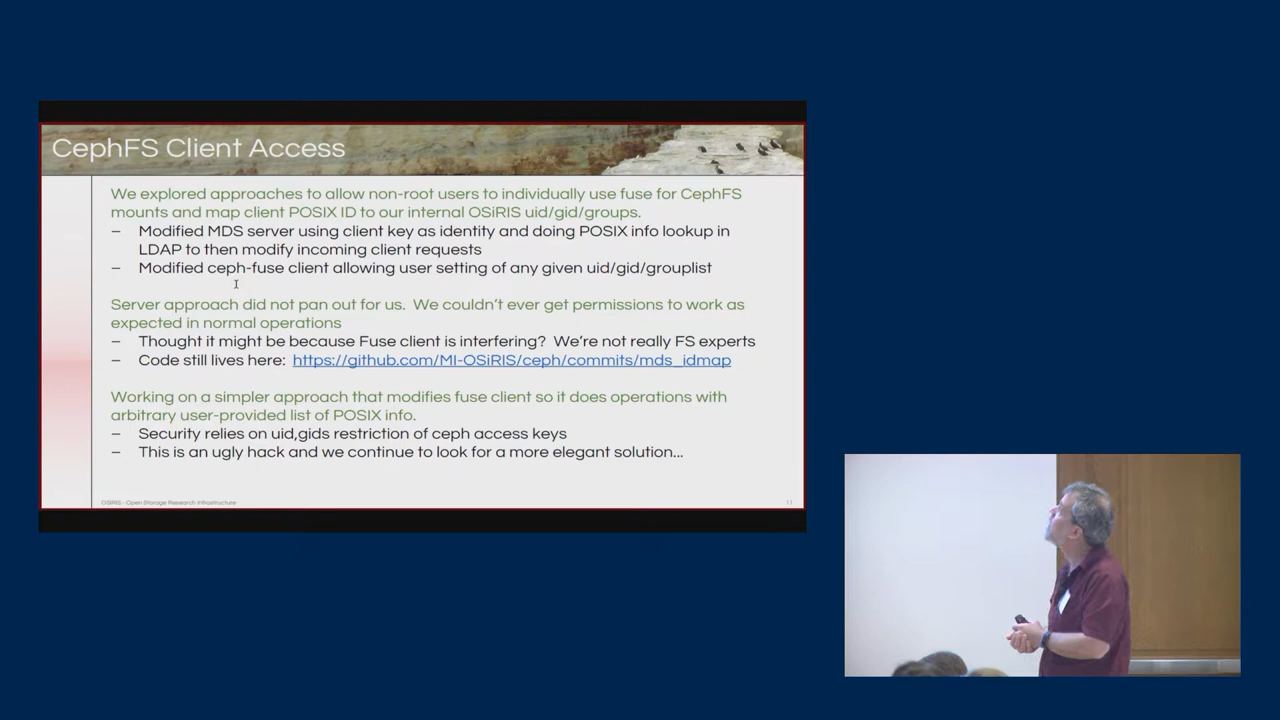 CephFS Client Access
We explored approaches to allow non-root users to individually use fuse for CephFS
mounts and map client POSIX ID to our internal OSiRIS uid/gid/groups.
– Modified MDS server using client key as identity and doing POSIX info lookup in
LDAP to then modify incoming client requests
– Modified ceph-fuse client allowing user setting of any given uid/gid/grouplist
Server approach did not pan out for us. We couldn't ever get permissions to work as
expected in normal operations
– Thought it might be because Fuse client is interfering? We're not really FS experts
– Code still lives here: https://github.com/MI-OSiRIS/ceph/commits/mds_idmap
Working on a simpler approach that modifies fuse client so it does operations with
arbitrary user-provided list of POSIX info.
– Security relies on uid,gids restriction of ceph access keys
– This is an ugly hack and we continue to look for a more elegant solution...
OSiRIS - Open Storage Research Infrastructure
11